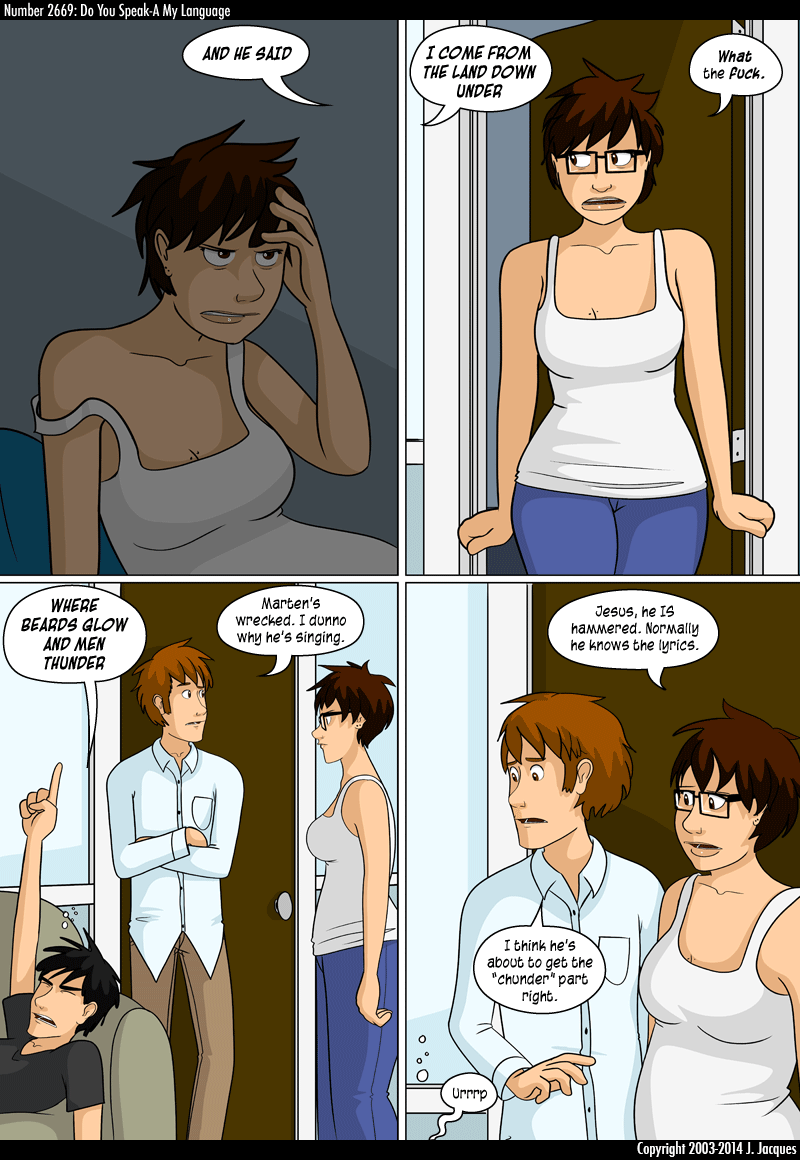 Number 2669: Do You Speak-A My Language
AND HE SAID
I COME FROM
THE LAND DOWN
UNDER
What
the fuck.
WHERE
BEARDS GLOW
AND MEN
THUNDER
Marten's
wrecked. I dunno
why he's singing.
Jesus, he IS
hammered. Normally
he knows the lyrics.
I think he's
about to get the
"chunder" part
right.
Urrrp
Copyright 2003-2014 J. Jacques